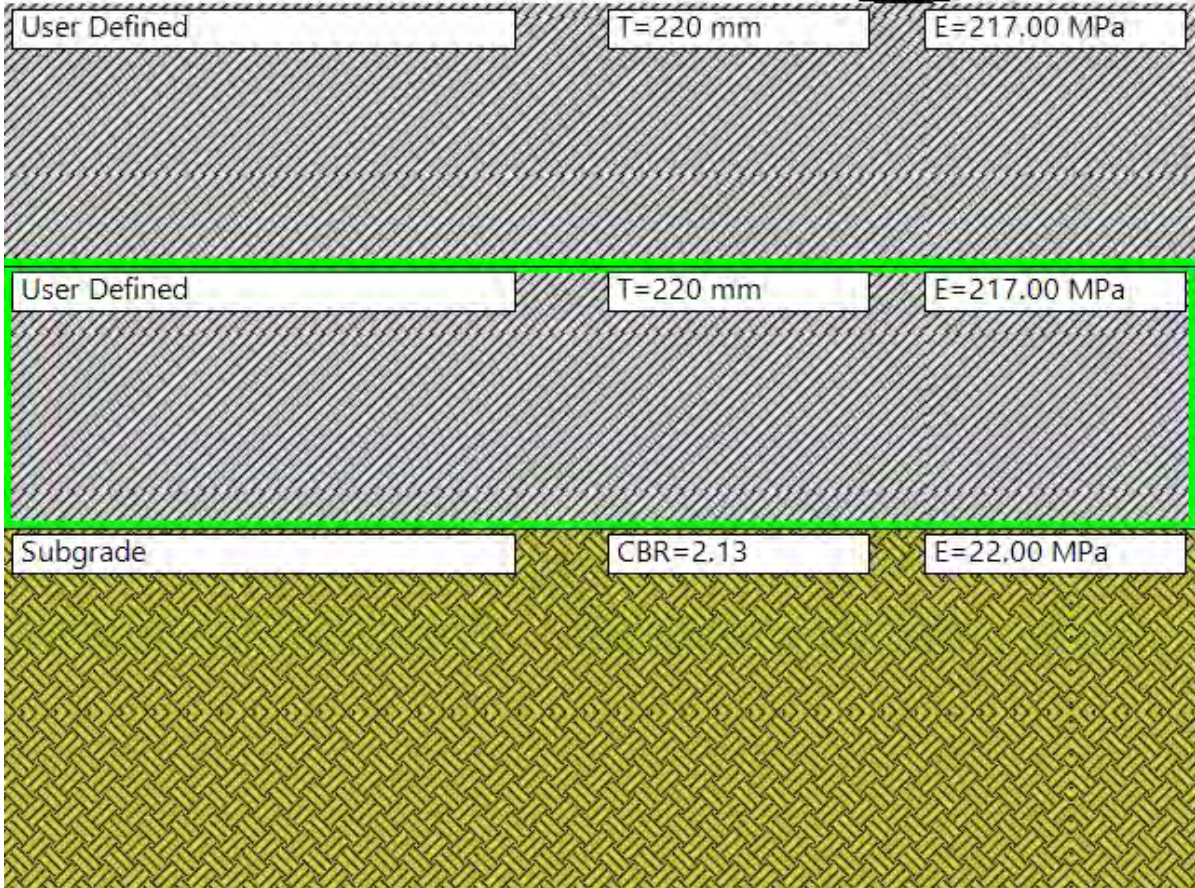 User Defined T=220 mm E=217.00 MPa
User Defined T=220 mm E=217.00 MPa
Subgrade CBR=2.13 E=22.00 MPa